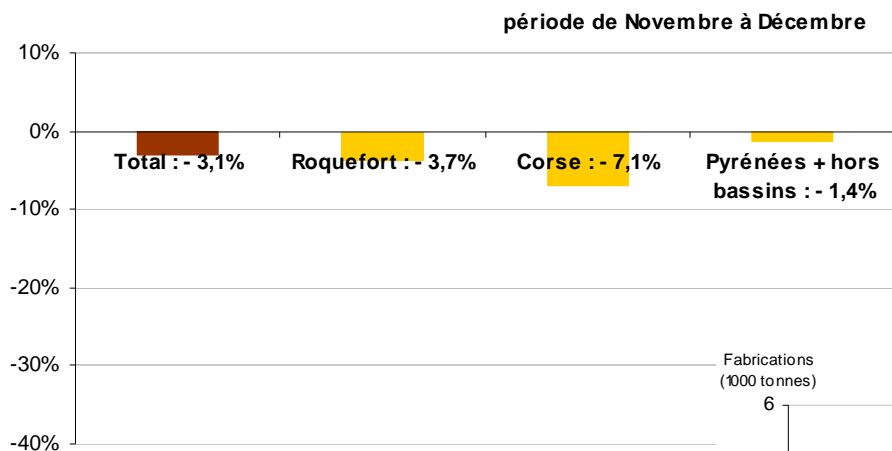 période de Novembre à Décembre
10%
0%
Total : - 3,1%
Roquefort : - 3,7%
Corse : - 7,1%
Pyrénées + hors
bassins : - 1,4%
-10%
-20%
-30%
-40%
Fabrications
(1000 tonnes)
6